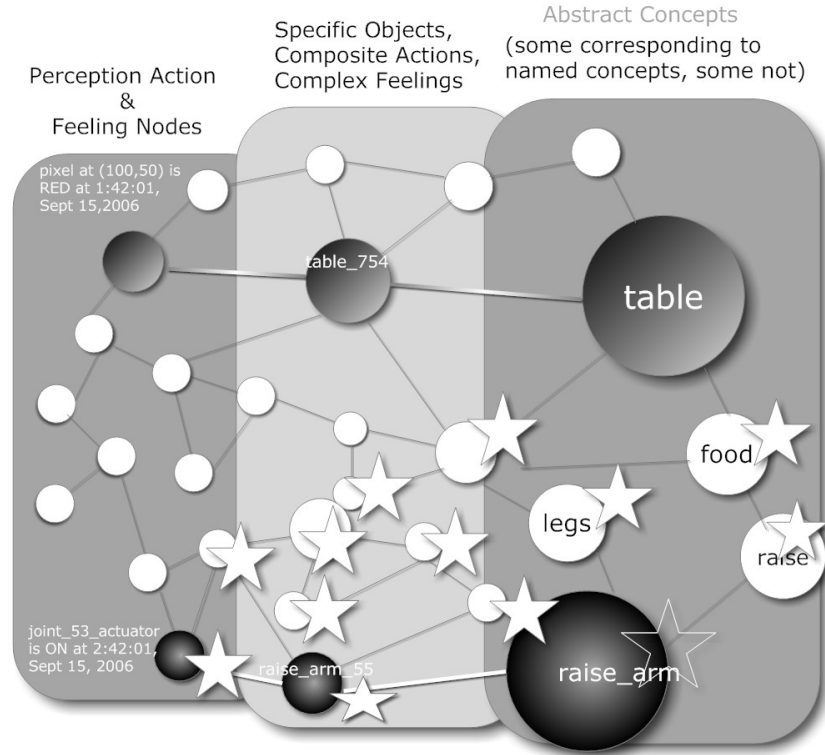 Perception Action
&
Feeling Nodes
Specific Objects,
Composite Actions,
Complex Feelings
Abstract Concepts
(some corresponding to
named concepts, some not)
pixel at (100,50) is
RED at 1:42:01,
Sept 15,2006
table_754
table
food
legs
raise
joint_53_actuator
is ON at 2:42:01,
Sept 15, 2006
raise_arm_55
raise_arm